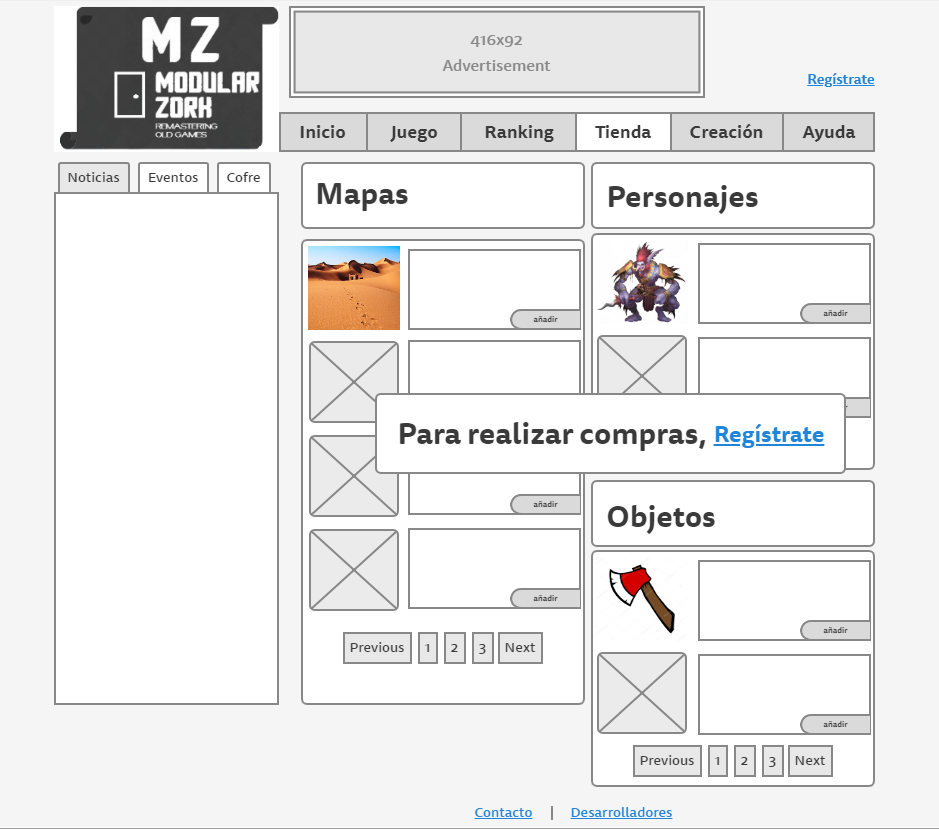 MZ
MODULAR
ZORK
REMASTERING
OLD GAMES
416x92
Advertisement
Regístrate
Inicio
Juego
Ranking
Tienda
Creación
Ayuda
Noticias
Eventos
Cofre
Mapas
añadir
añadir
añadir
Previous
1
2
3
Next
Personajes
añadir
Para realizar compras, Regístrate
Objetos
añadir
añadir
Previous
1
2
3
Next
Contacto | Desarrolladores